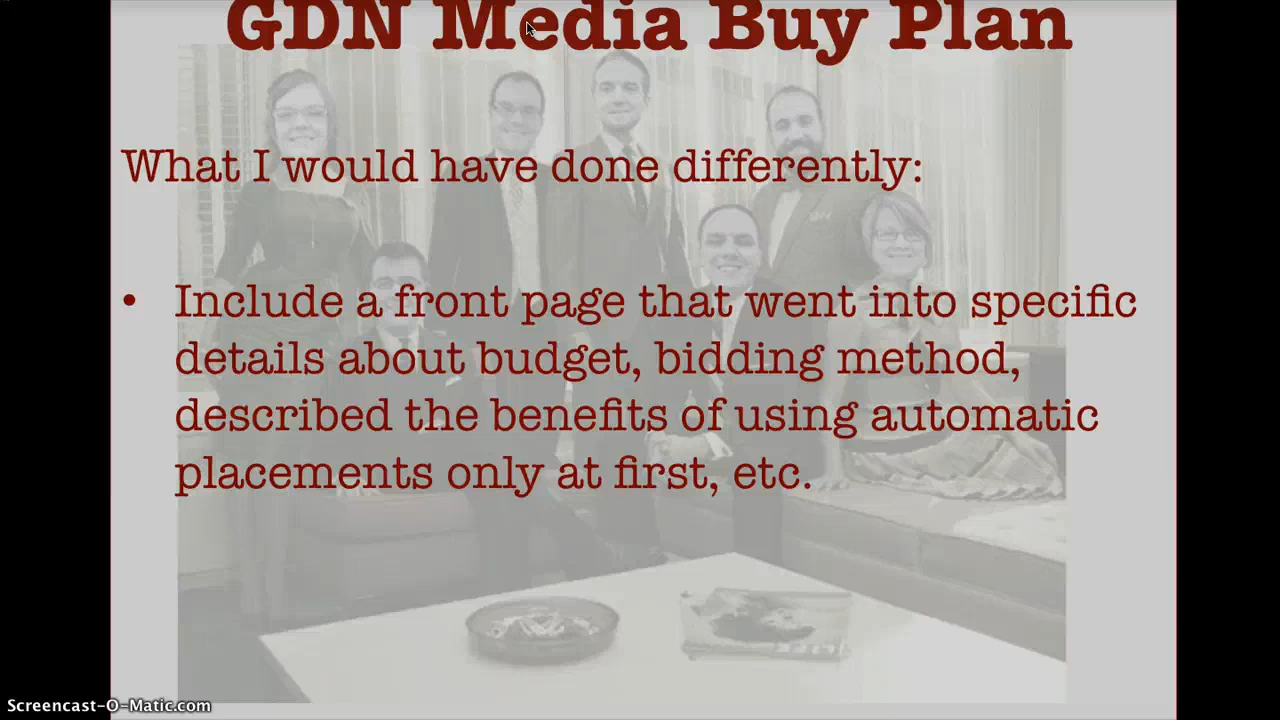 GDN Media Buy Plan
What I would have done differently:
• Include a front page that went into specific
details about budget, bidding method,
described the benefits of using automatic
placements only at first, etc.
Screencast-O-Matic.com